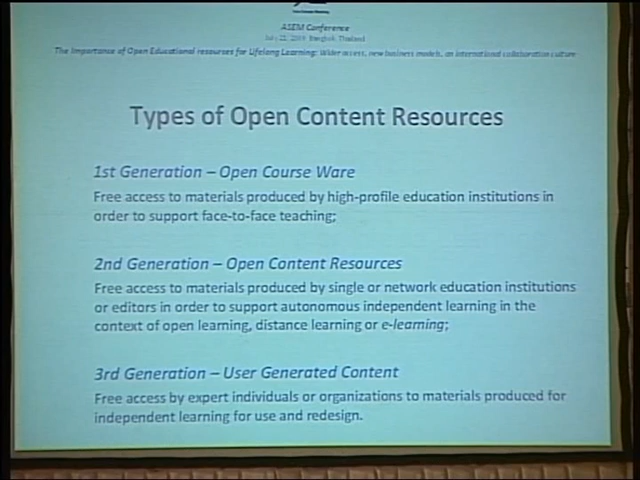 ASEM Conference
July 22, Bangkok, Thailand
The Importance of Open Educational resources for Lifelong Learning: Wider access, new business models, an international collaboration culture
Types of Open Content Resources
1st Generation – Open Course Ware
Free access to materials produced by high-profile education institutions in
order to support face-to-face teaching;
2nd Generation – Open Content Resources
Free access to materials produced by single or network education institutions
or editors in order to support autonomous independent learning in the
context of open learning, distance learning or e-learning;
3rd Generation – User Generated Content
Free access by expert individuals or organizations to materials produced for
independent learning for use and redesign.